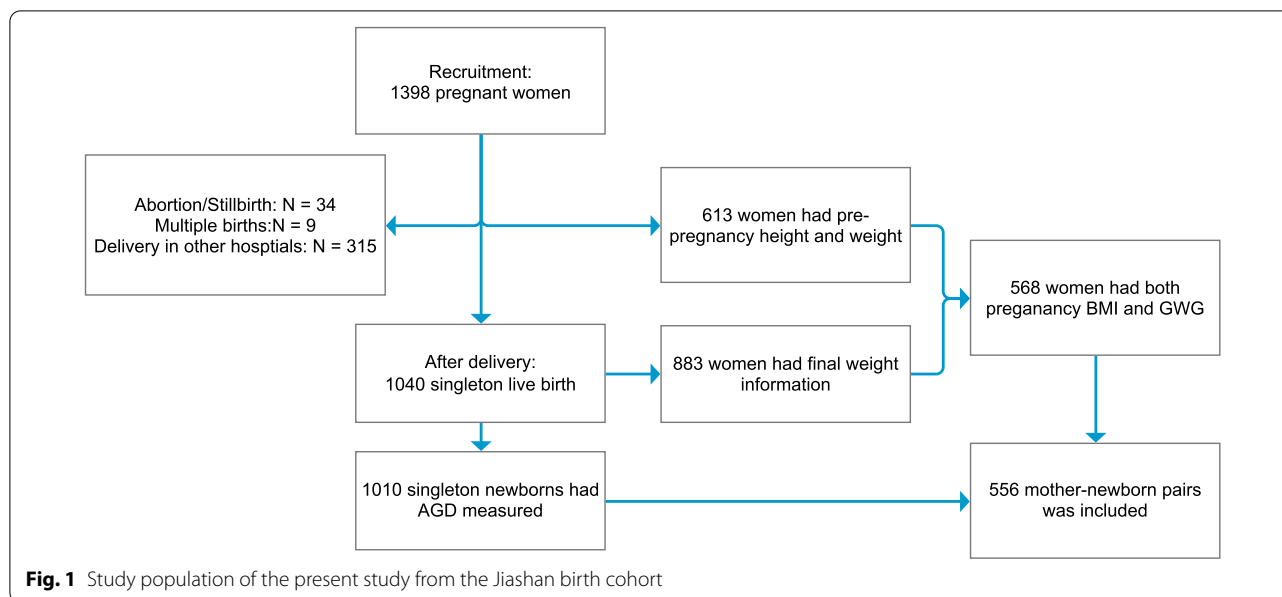 Recruitment:
1398 pregnant women
Abortion/Stillbirth: N = 34
Multiple births:N = 9
Delivery in other hosptials: N = 315
613 women had pre-
pregnancy height and weight
568 women had both
preganancy BMI and GWG
After delivery:
1040 singleton live birth
883 women had final weight
information
1010 singleton newborns had
AGD measured
556 mother-newborn pairs
was included
Fig. 1 Study population of the present study from the Jiashan birth cohort